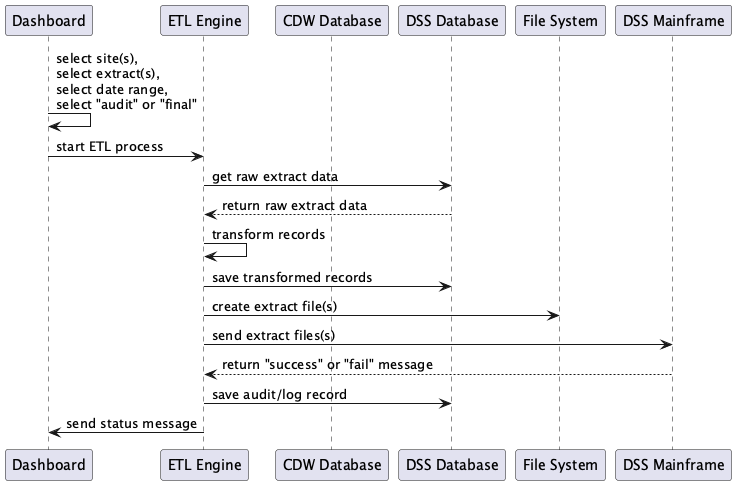 Dashboard ETL Engine CDW Database DSS Database File System DSS Mainframe
select site(s),
select extract(s),
select date range,
select "audit" or "final"
start ETL process
get raw extract data
return raw extract data
transform records
save transformed records
create extract file(s)
send extract files(s)
return "success" or "fail" message
save audit/log record
send status message
Dashboard ETL Engine CDW Database DSS Database File System DSS Mainframe